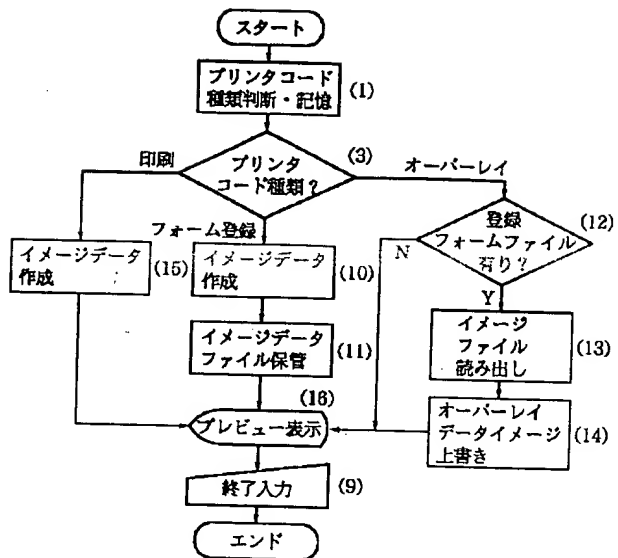 スタート
プリンタコード
種類判断・記憶
(1)
プリンタ
コード種類?
(3)
印刷
オーバーレイ
フォーム登録
イメージデータ
作成
(15)
イメージデータ
作成
(10)
登録
フォームファイル
有り?
(12)
N
Y
イメージデータ
ファイル保管
(11)
イメージ
ファイル
読み出し
(13)
(16)
プレビュー表示
オーバーレイ
データイメージ
上書き
(14)
終了入力
(9)
エンド